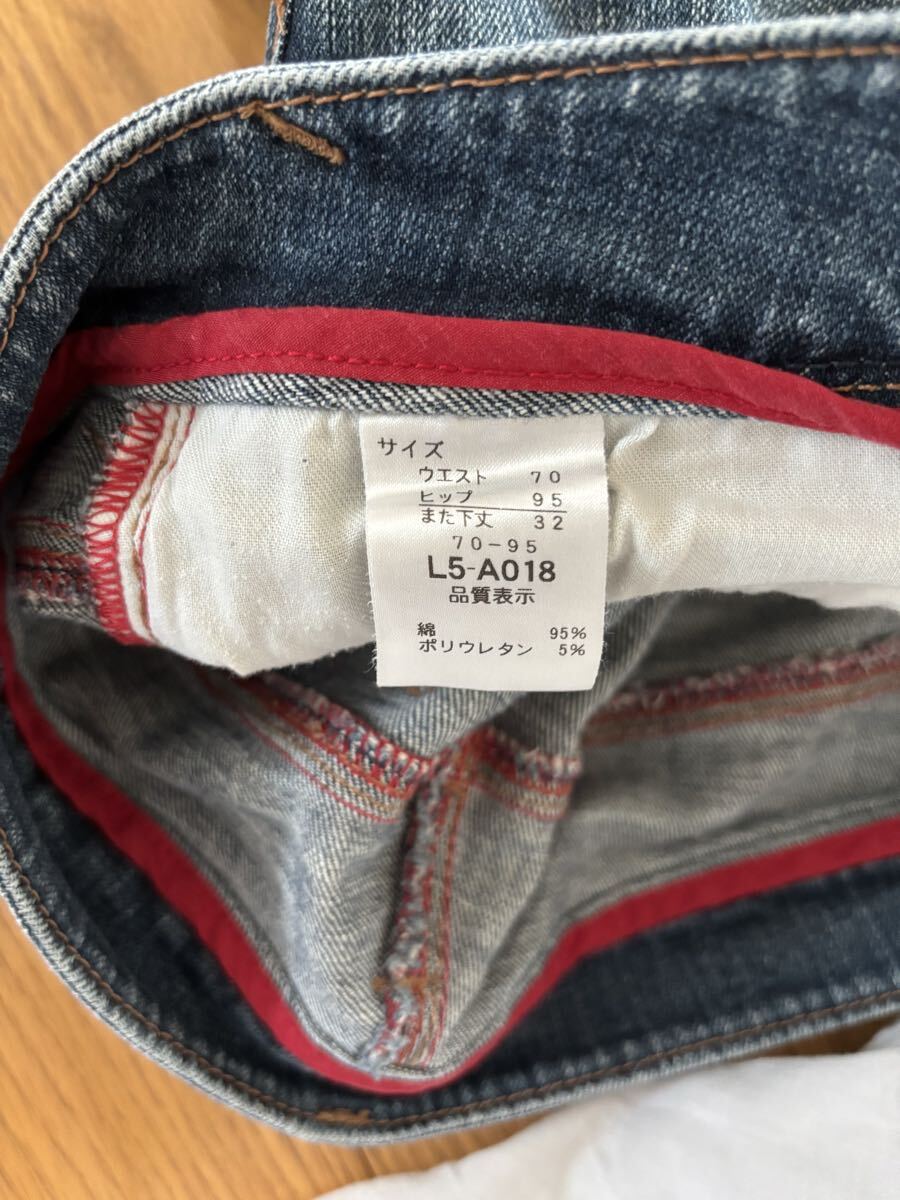 サイズ
ウエスト 70
ヒップ 95
また下丈 32
70-95
L5-A018
品質表示
綿 95%
ポリウレタン 5%